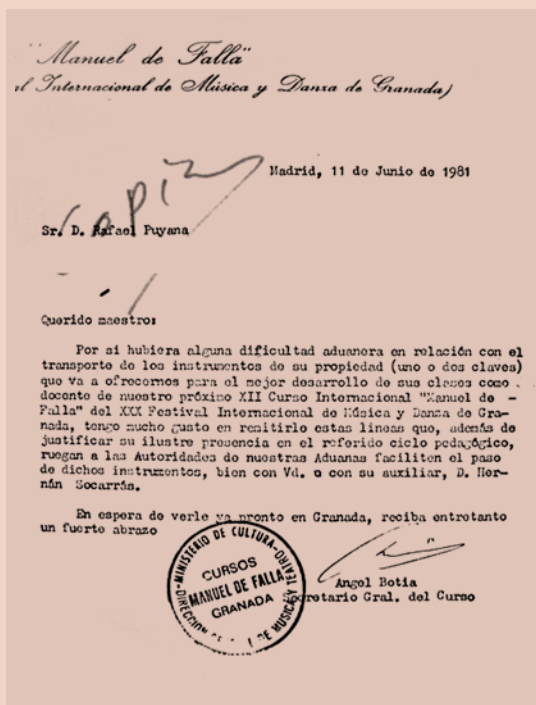 "Manuel de Falla"
al Internacional de Música y Danza de Granada)
Madrid, 11 de Junio de 1981
Copia
Sr. D. Rafael Puyana
Querido maestro:
Por si hubiera alguna dificultad aduanera en relación con el
transporte de los instrumentos de su propiedad (uno o dos claves)
que va a ofrecernos para el mejor desarrollo de sus clases como
docente de nuestro próximo XII Curso Internacional "Manuel de -
Falla" del XXX Festival Internacional de Música y Danza de Gra-
nada, tengo mucho gusto en remitirle estas lineas que, además de
justificar su ilustre presencia en el referido ciclo pedagógico,
ruegan a las Autoridades de nuestras Aduanas faciliten el paso
de dichos instrumentos, bien con Vd. o con su auxiliar, D. Her-
nán Socarrás.
En espera de verle ya pronto en Granada, reciba entretanto
un fuerte abrazo
MINISTERIO DE CULTURA
DIRECCION DE MUSICA Y TEATRO
CURSOS
MANUEL DE FALLA
GRANADA
Angel Botia
Secretario Gral. del Curso